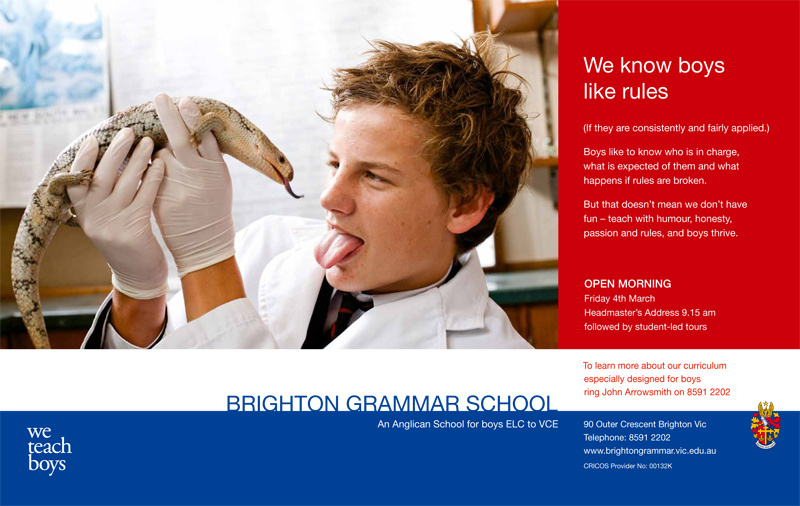 We know boys
like rules
(If they are consistently and fairly applied.)
Boys like to know who is in charge,
what is expected of them and what
happens if rules are broken.
But that doesn't mean we don't have
fun – teach with humour, honesty,
passion and rules, and boys thrive.
OPEN MORNING
Friday 4th March
Headmaster's Address 9.15 am
followed by student-led tours
To learn more about our curriculum
especially designed for boys
ring John Arrowsmith on 8591 2202
BRIGHTON GRAMMAR SCHOOL
An Anglican School for boys ELC to VCE
90 Outer Crescent Brighton Vic
Telephone: 8591 2202
www.brightongrammar.vic.edu.au
CRICOS Provider No: 00132K
we
teach
boys